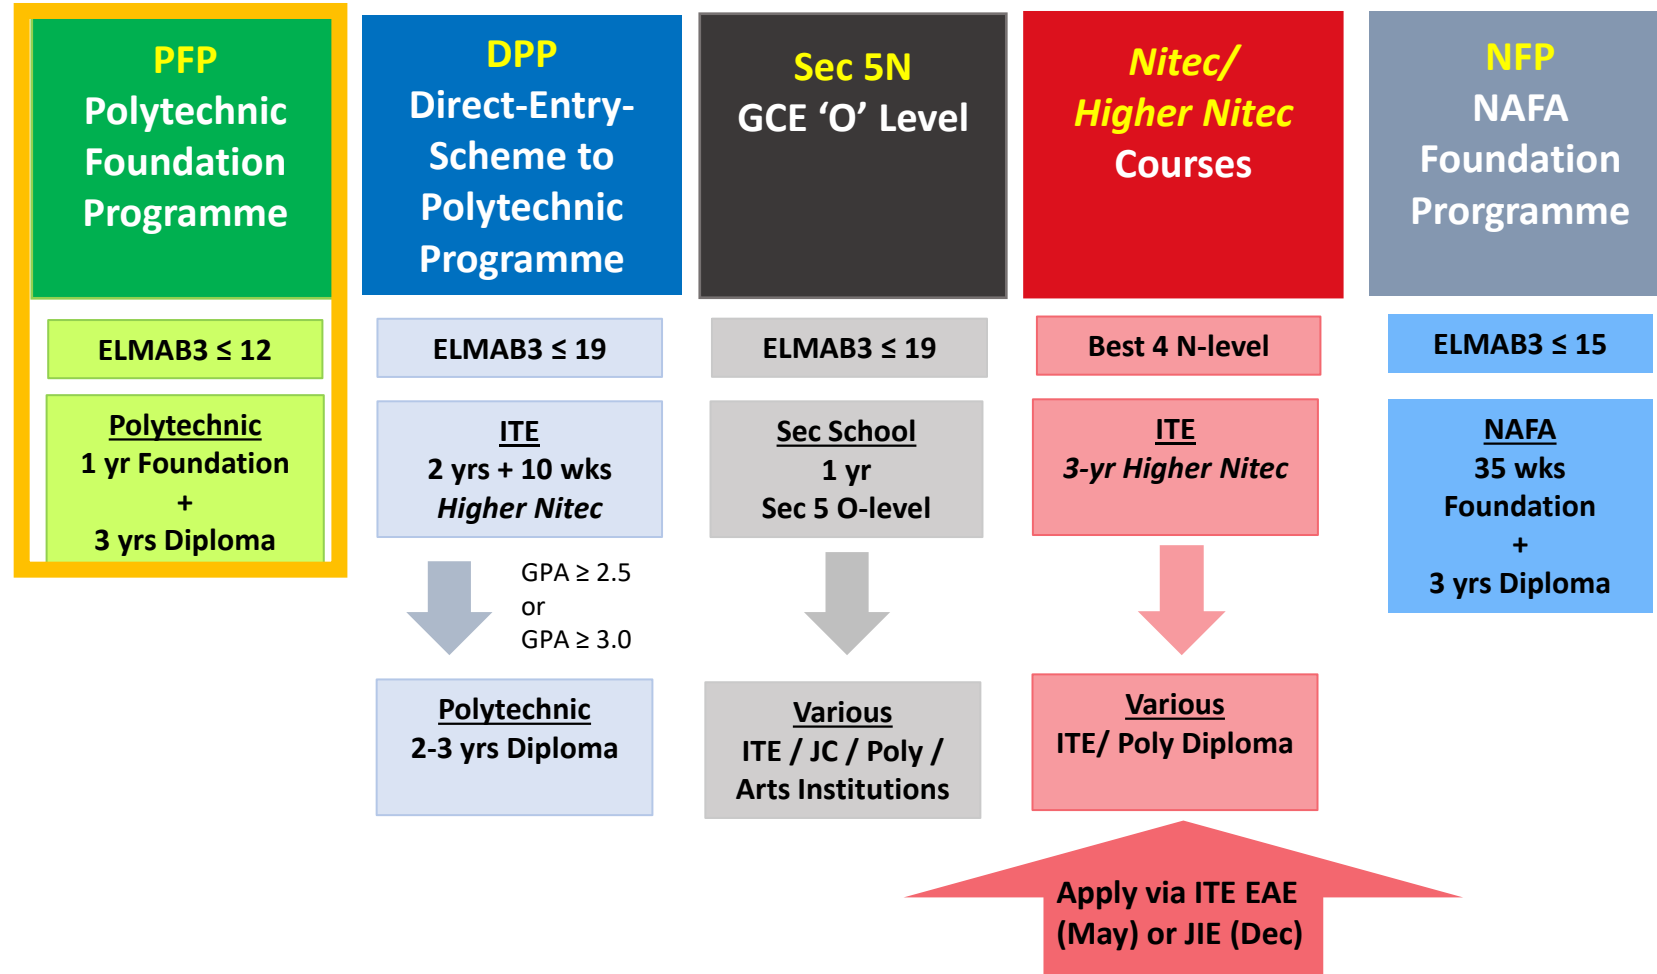 PFP
Polytechnic
Foundation
Programme
ELMAB3 ≤ 12
Polytechnic
1 yr Foundation
+
3 yrs Diploma
DPP
Direct-Entry-
Scheme to
Polytechnic
Programme
ELMAB3 ≤ 19
ITE
2 yrs + 10 wks
Higher Nitec
GPA ≥ 2.5
or
GPA ≥ 3.0
Polytechnic
2-3 yrs Diploma
Sec 5N
GCE ‘O’ Level
ELMAB3 ≤ 19
Sec School
1 yr
Sec 5 O-level
Various
ITE / JC / Poly /
Arts Institutions
Nitec/
Higher Nitec
Courses
Best 4 N-level
ITE
3-yr Higher Nitec
Various
ITE/ Poly Diploma
Apply via ITE EAE
(May) or JIE (Dec)
NFP
NAFA
Foundation
Prorgramme
ELMAB3 ≤ 15
NAFA
35 wks
Foundation
+
3 yrs Diploma